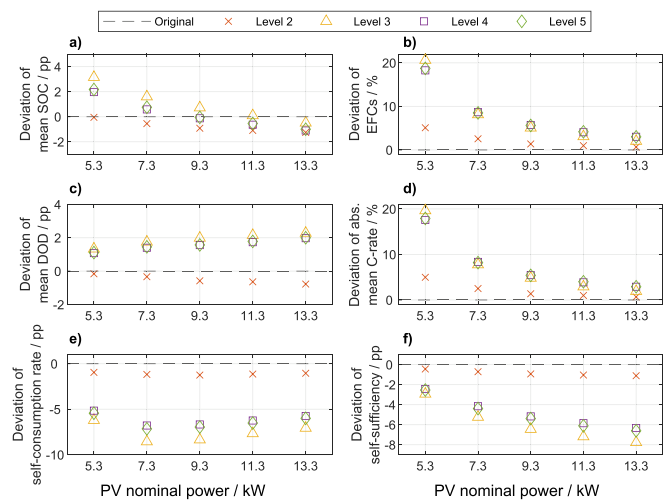 Original Level 2 Level 3 Level 4 Level 5
a)
Deviation of
mean SOC / pp
4
2
0
-2
5.3 7.3 9.3 11.3 13.3
b)
Deviation of
EFCs / %
20
10
0
5.3 7.3 9.3 11.3 13.3
c)
Deviation of
mean DOD / pp
4
2
0
-2
5.3 7.3 9.3 11.3 13.3
d)
Deviation of abs.
mean C-rate / %
20
10
0
5.3 7.3 9.3 11.3 13.3
e)
Deviation of
self-consumption rate / pp
0
-5
-10
5.3 7.3 9.3 11.3 13.3
PV nominal power / kW
f)
Deviation of
self-sufficiency / pp
0
-2
-4
-6
-8
5.3 7.3 9.3 11.3 13.3
PV nominal power / kW